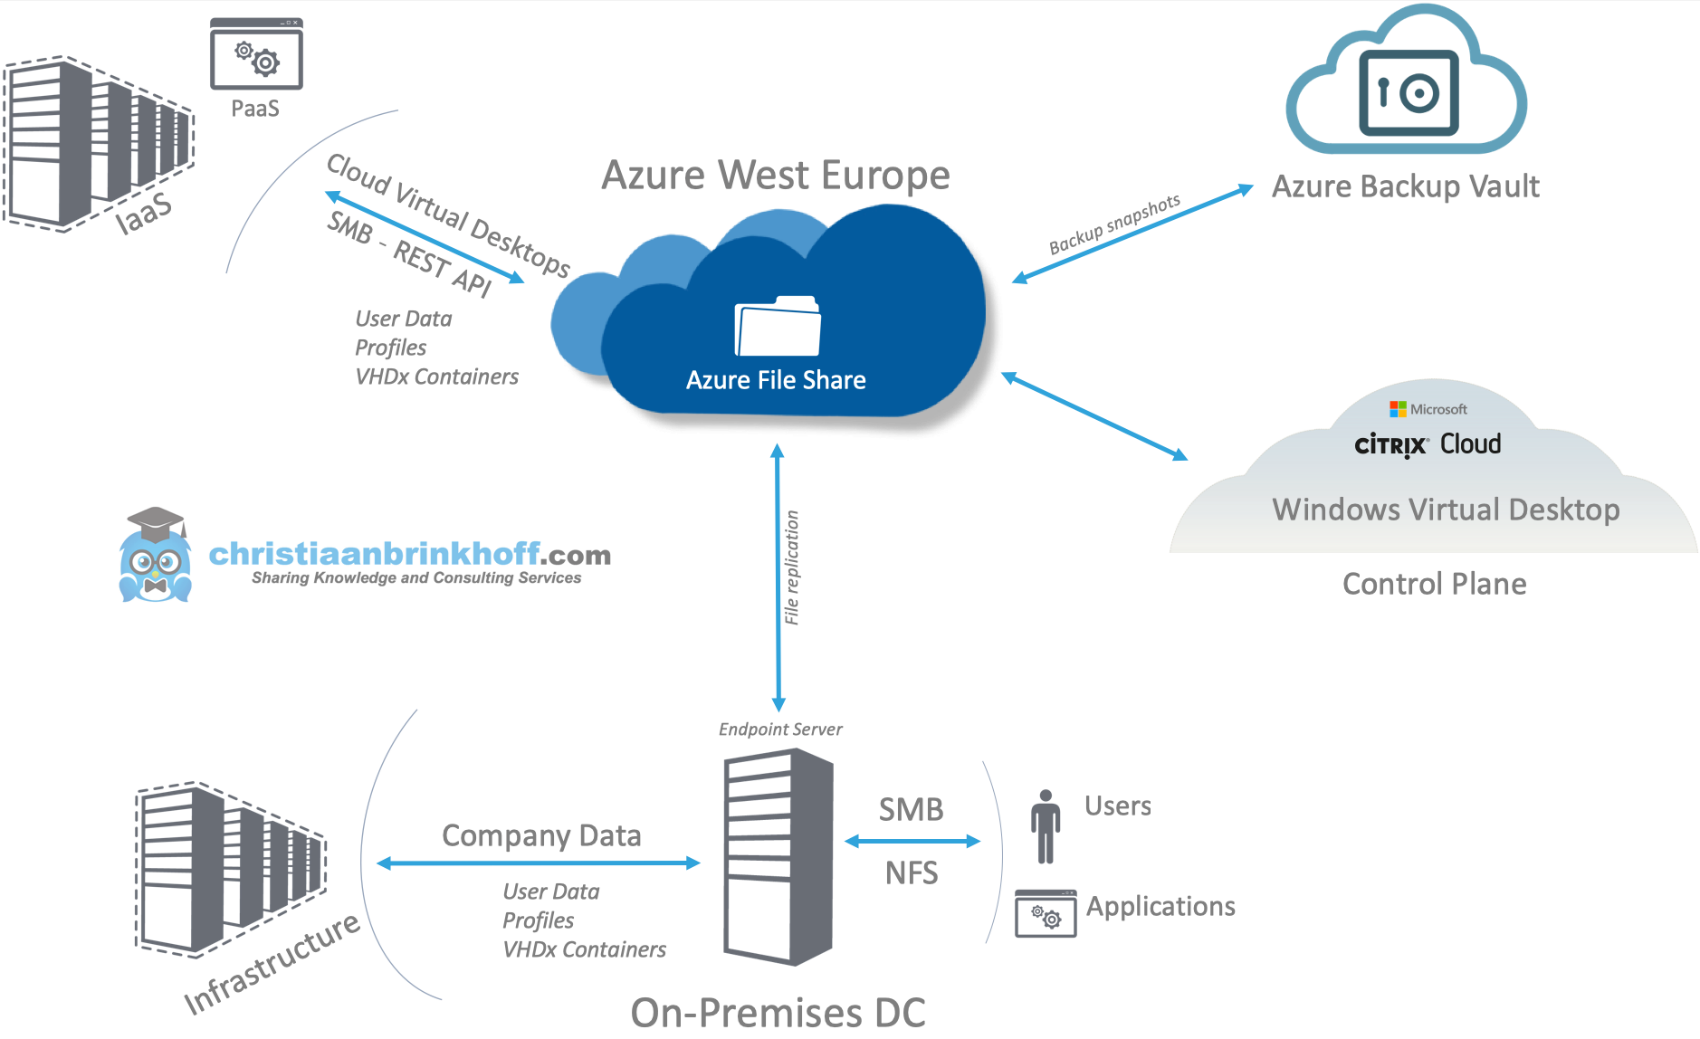 PaaS
IaaS
Cloud Virtual Desktops
SMB - REST API
User Data
Profiles
VHDx Containers
Azure West Europe
Azure File Share
Backup snapshots
Azure Backup Vault
Microsoft
CİTRIX Cloud
Windows Virtual Desktop
Control Plane
christiaanbrinkhoff.com
Sharing Knowledge and Consulting Services
File replication
Endpoint Server
Infrastructure
Company Data
User Data
Profiles
VHDx Containers
SMB
NFS
Users
Applications
On-Premises DC